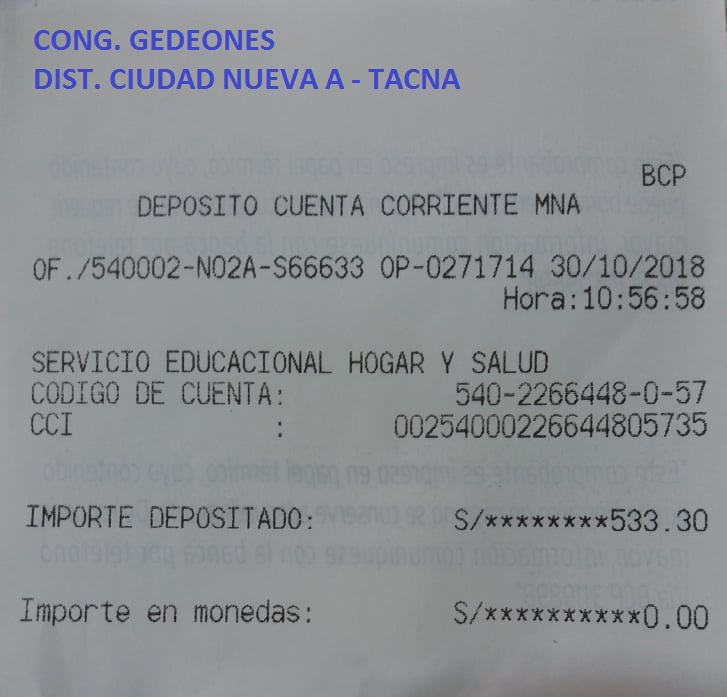 CONG. GEDEONES
DIST. CIUDAD NUEVA A - TACNA
BCP
DEPOSITO CUENTA CORRIENTE MNA
OF./540002-N02A-S66633 OP-0271714 30/10/2018
Hora:10:56:58
SERVICIO EDUCACIONAL HOGAR Y SALUD
CODIGO DE CUENTA: 540-2266448-0-57
CCI : 00254000226644805735
IMPORTE DEPOSITADO: S/********533.30
Importe en monedas: S/**********0.00